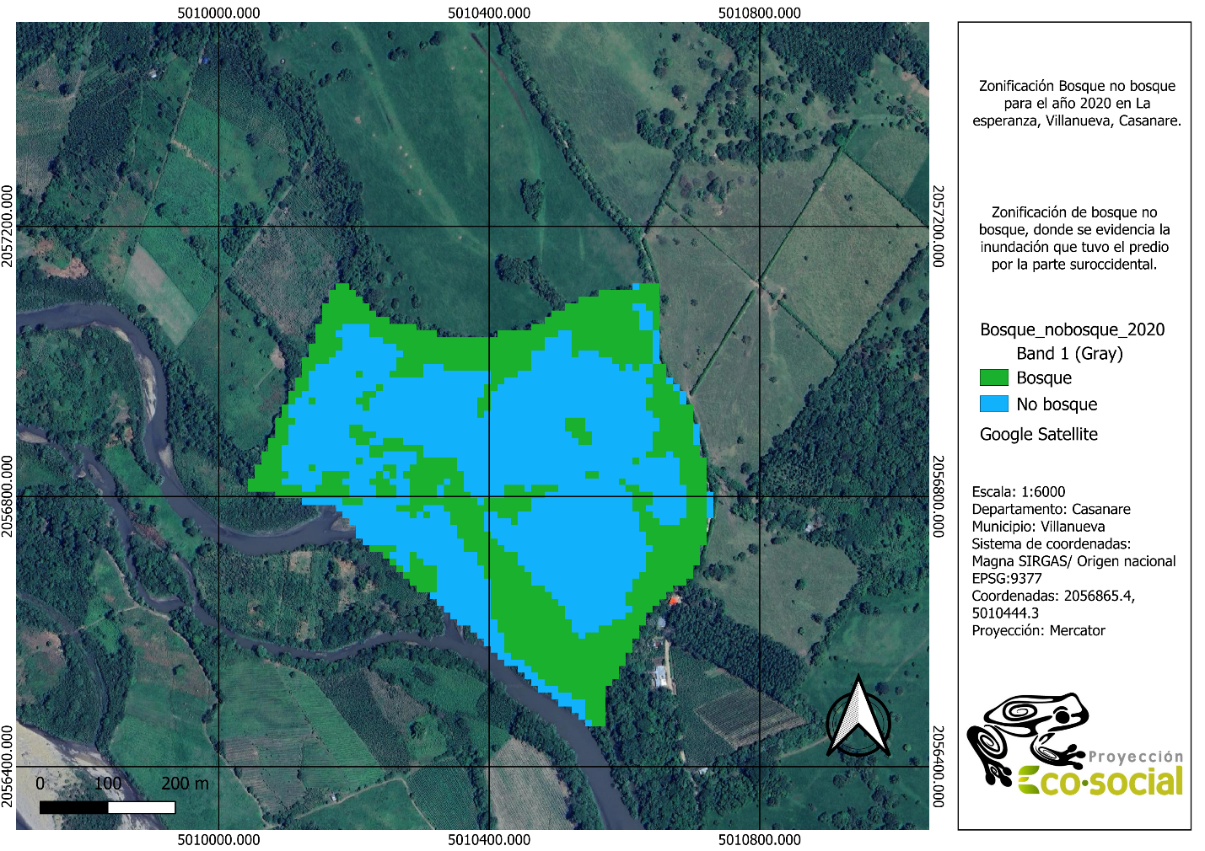 5010000.000 5010400.000 5010800.000
2057200.000
2056800.000
2056400.000
2057200.000
2056800.000
2056400.000
0 100 200 m
5010000.000 5010400.000 5010800.000
Zonificación Bosque no bosque
para el año 2020 en La
esperanza, Villanueva, Casanare.
Zonificación de bosque no
bosque, donde se evidencia la
inundación que tuvo el predio
por la parte suroccidental.
Bosque_nobosque_2020
Band 1 (Gray)
Bosque
No bosque
Google Satellite
Escala: 1:6000
Departamento: Casanare
Municipio: Villanueva
Sistema de coordenadas:
Magna SIRGAS/ Origen nacional
EPSG:9377
Coordenadas: 2056865.4,
5010444.3
Proyección: Mercator
Proyección
Eco·social